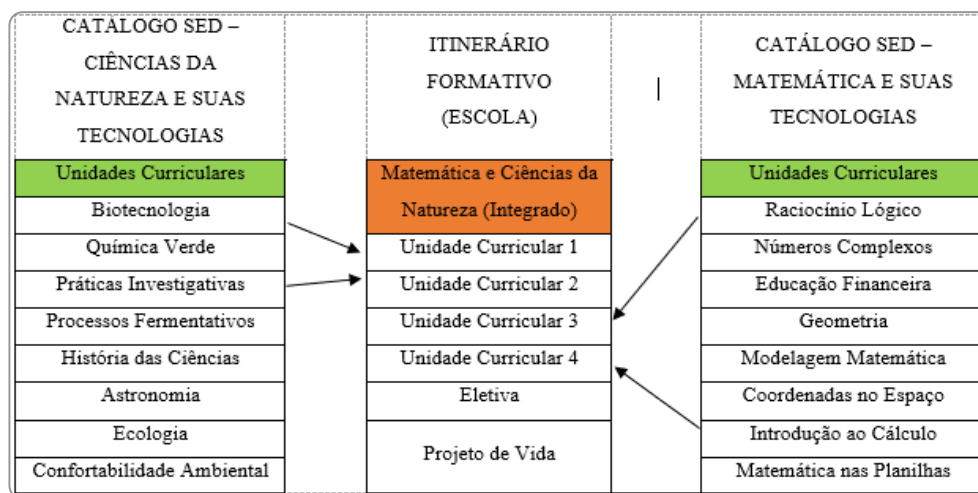 CATÁLOGO SED –
CIÊNCIAS DA
NATUREZA E SUAS
TECNOLOGIAS
Unidades Curriculares
Biotecnologia
Química Verde
Práticas Investigativas
Processos Fermentativos
História das Ciências
Astronomia
Ecologia
Confortabilidade Ambiental
ITINERÁRIO
FORMATIVO
(ESCOLA)
Matemática e Ciências da
Natureza (Integrado)
Unidade Curricular 1
Unidade Curricular 2
Unidade Curricular 3
Unidade Curricular 4
Eletiva
Projeto de Vida
CATÁLOGO SED –
MATEMÁTICA E SUAS
TECNOLOGIAS
Unidades Curriculares
Raciocínio Lógico
Números Complexos
Educação Financeira
Geometria
Modelagem Matemática
Coordenadas no Espaço
Introdução ao Cálculo
Matemática nas Planilhas